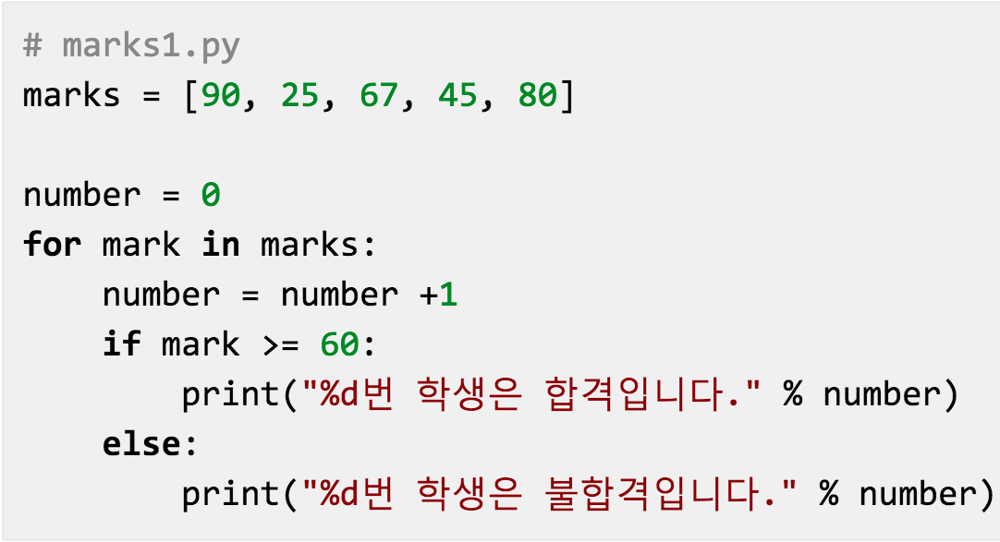 # marks1.py
marks = [90, 25, 67, 45, 80]

number = 0
for mark in marks:
    number = number +1
    if mark >= 60:
        print("%d번 학생은 합격입니다." % number)
    else:
        print("%d번 학생은 불합격입니다." % number)